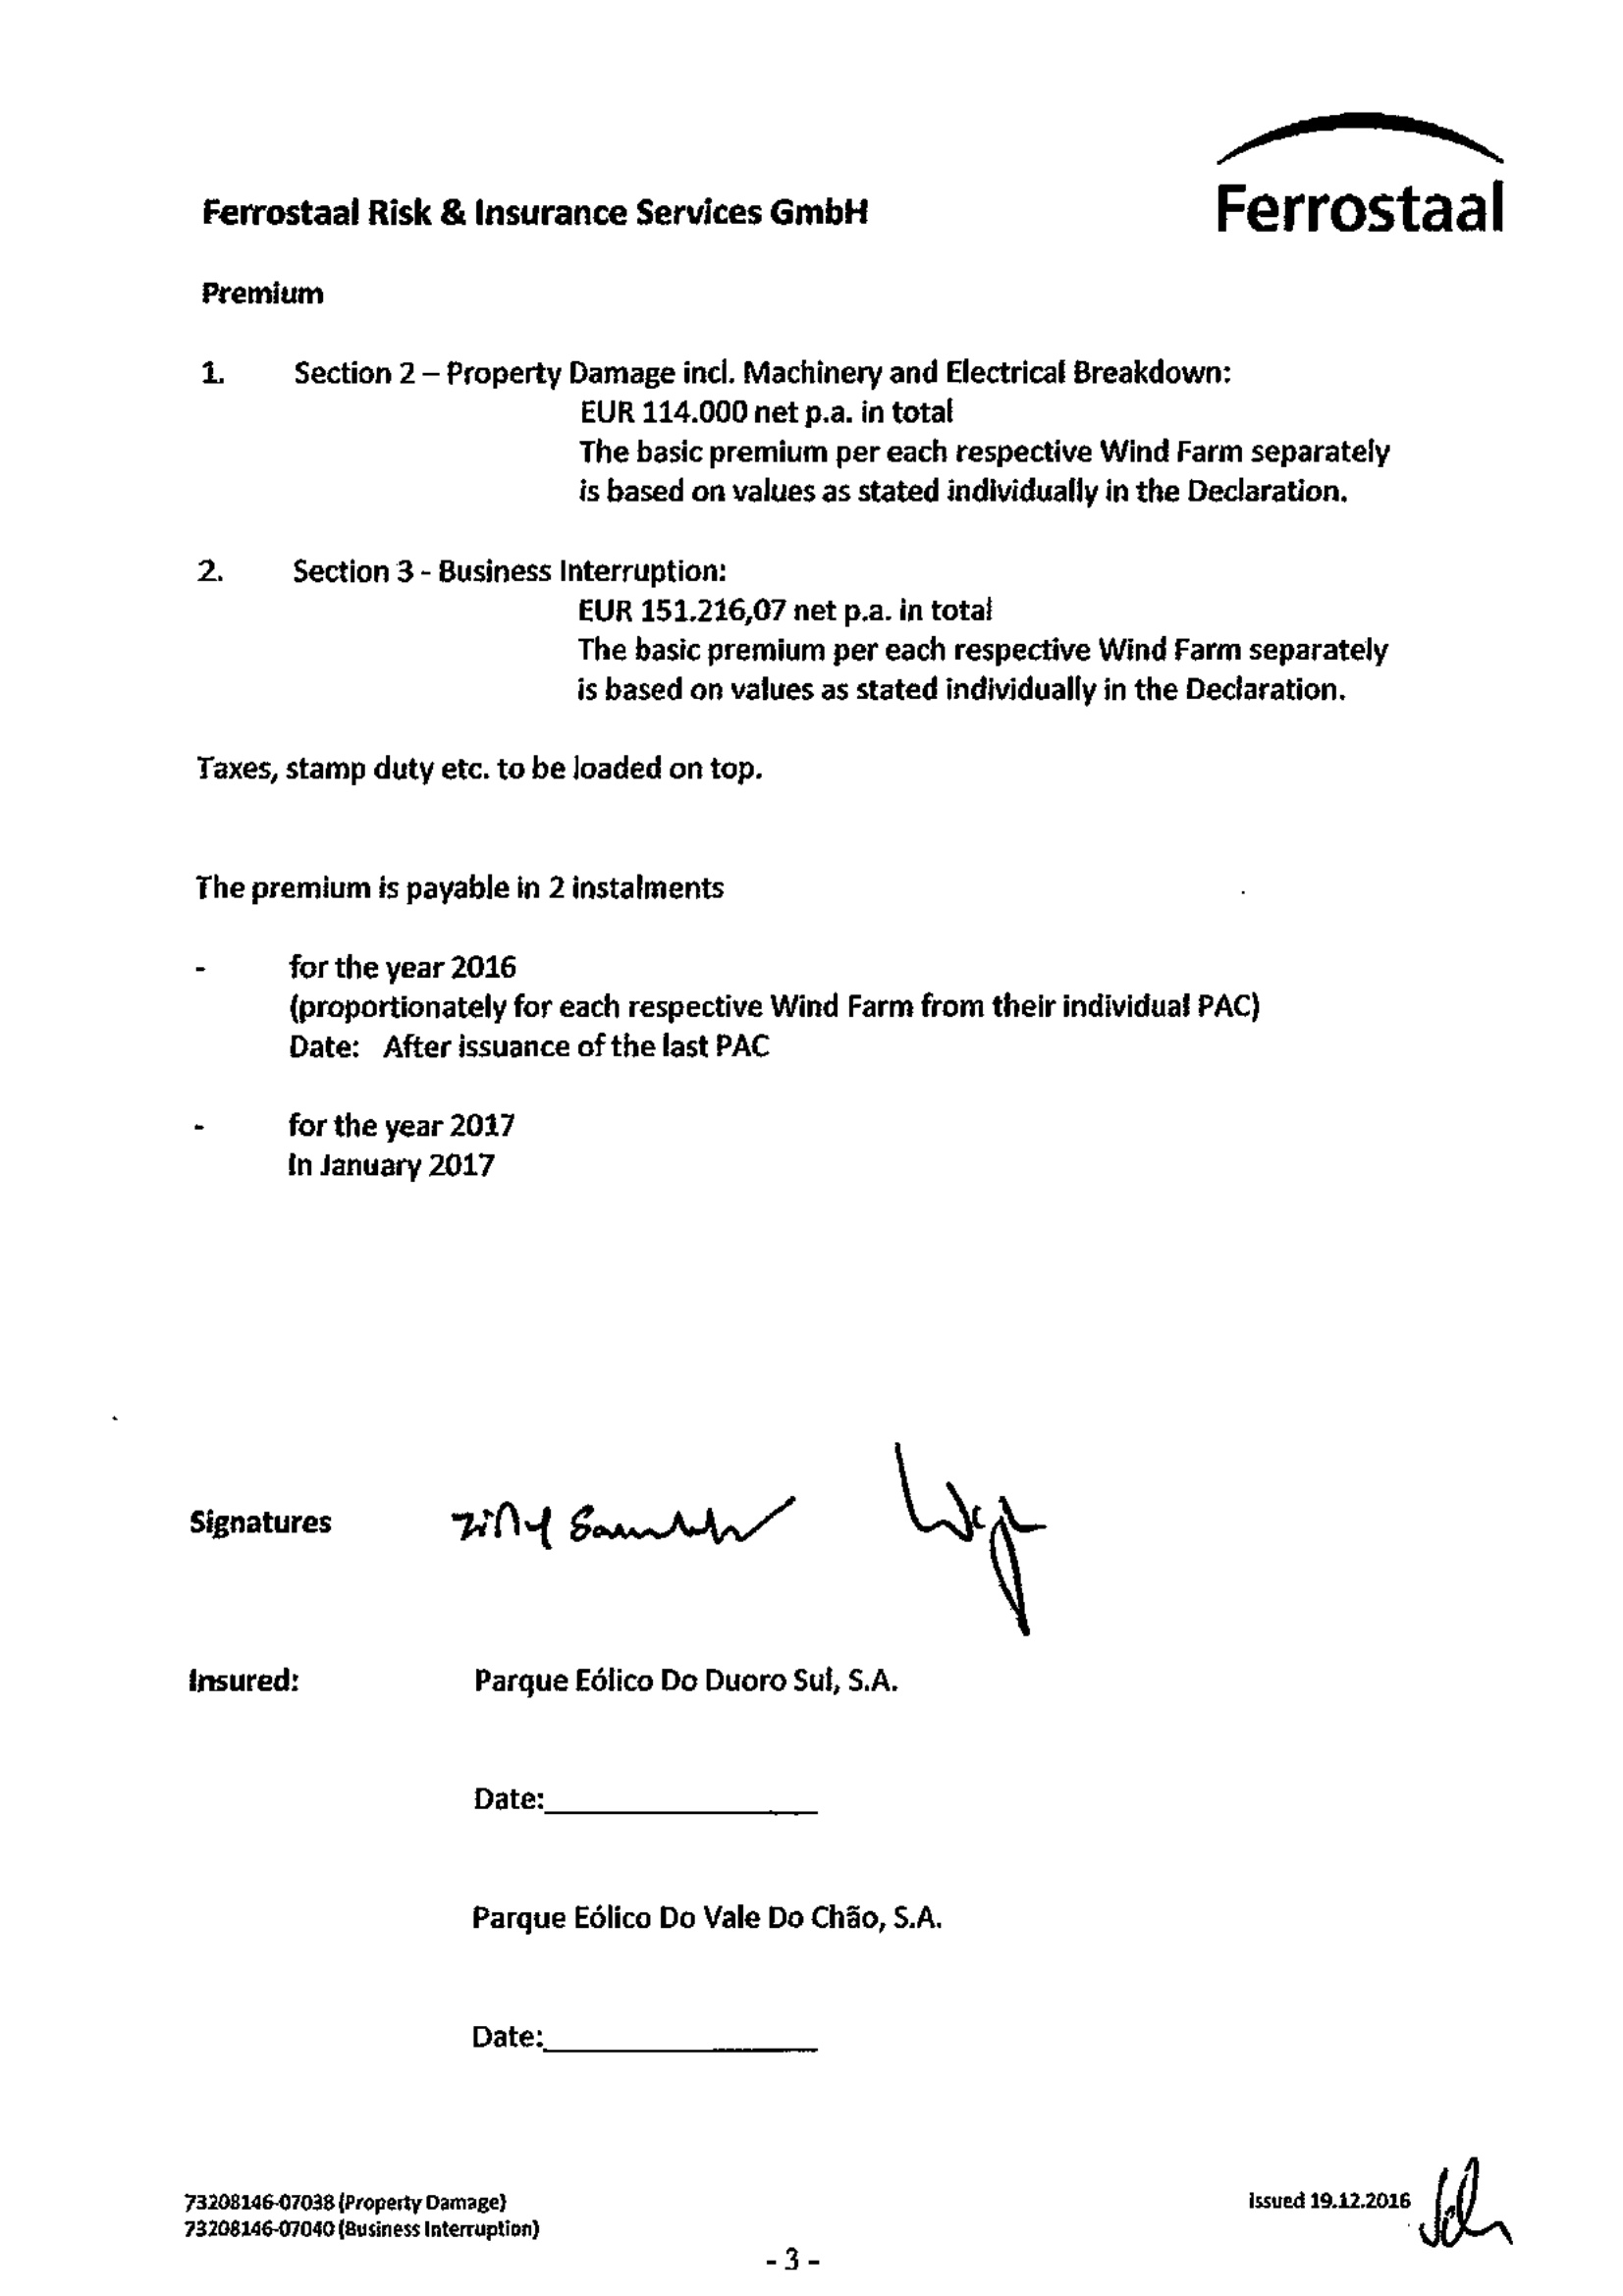 Ferrostaal
Ferrostaal Risk & Insurance Services GmbH
Premium
1. Section 2 – Property Damage incl. Machinery and Electrical Breakdown:
EUR 114.000 net p.a. in total
The basic premium per each respective Wind Farm separately
is based on values as stated individually in the Declaration.
2. Section 3 - Business Interruption:
EUR 151.216,07 net p.a. in total
The basic premium per each respective Wind Farm separately
is based on values as stated individually in the Declaration.
Taxes, stamp duty etc. to be loaded on top.
The premium is payable in 2 instalments
- for the year 2016
(proportionately for each respective Wind Farm from their individual PAC)
Date: After issuance of the last PAC
- for the year 2017
In January 2017
Signatures
Insured: Parque Eólico Do Duoro Sul, S.A.
Date:
Parque Eólico Do Vale Do Chão, S.A.
Date:
73208146-07038 (Property Damage)
Issued 19.12.2016
73208146-07040 (Business Interruption)
- 3 -